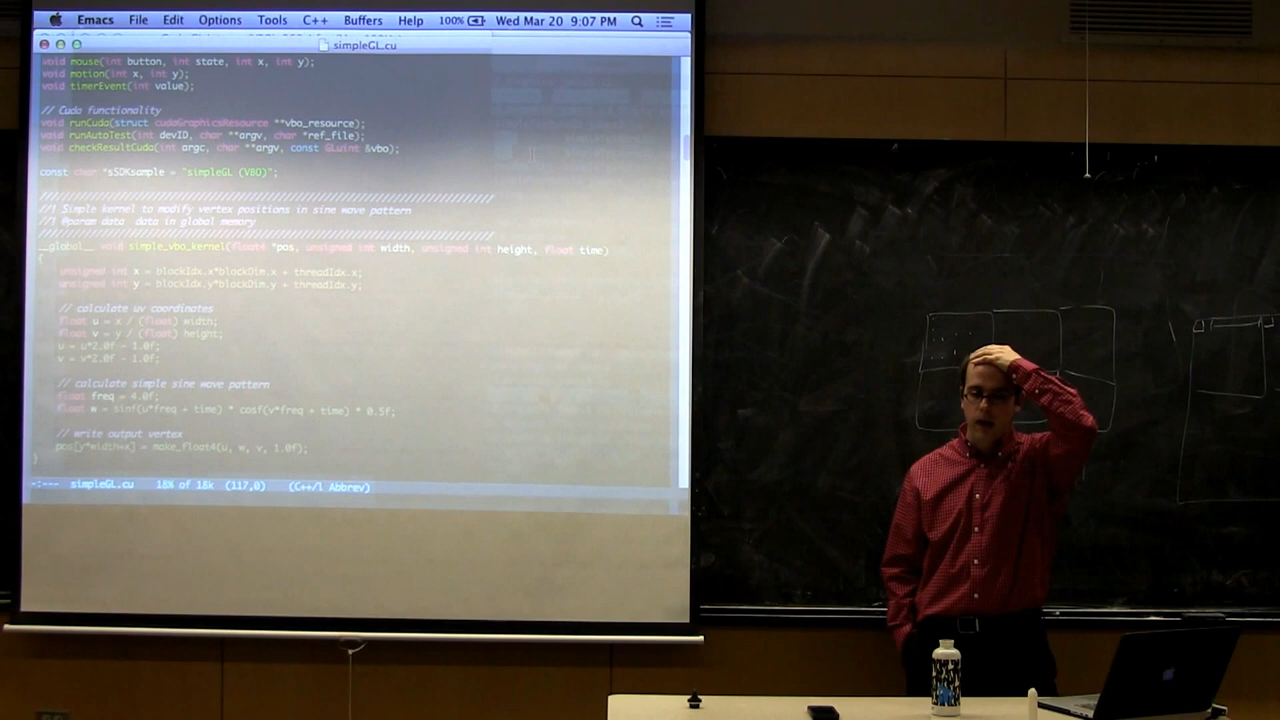 Emacs File Edit Options Tools C++ Buffers Help 100% Wed Mar 20 9:07 PM
simpleGL.cu
void mouse(int button, int state, int x, int y);
void motion(int x, int y);
void timerEvent(int value);
// Cuda functionality
void runCuda(struct cudaGraphicsResource **vbo_resource);
void runAutoTest(int devID, char **argv, char *ref_file);
void checkResultCuda(int argc, char **argv, const GLuint &vbo);
const char *sSDKsample = "simpleGL (VBO)";
//! Simple kernel to modify vertex positions in sine wave pattern
//! @param data data in global memory
__global__ void simple_vbo_kernel(float4 *pos, unsigned int width, unsigned int height, float time)
{
unsigned int x = blockIdx.x*blockDim.x + threadIdx.x;
unsigned int y = blockIdx.y*blockDim.y + threadIdx.y;
// calculate uv coordinates
float u = x / (float) width;
float v = y / (float) height;
u = u*2.0f - 1.0f;
v = v*2.0f - 1.0f;
// calculate simple sine wave pattern
float freq = 4.0f;
float w = sinf(u*freq + time) * cosf(v*freq + time) * 0.5f;
// write output vertex
pos[y*width+x] = make_float4(u, w, v, 1.0f);
}
-:--- simpleGL.cu 18% of 18k (117,0) (C++/l Abbrev)